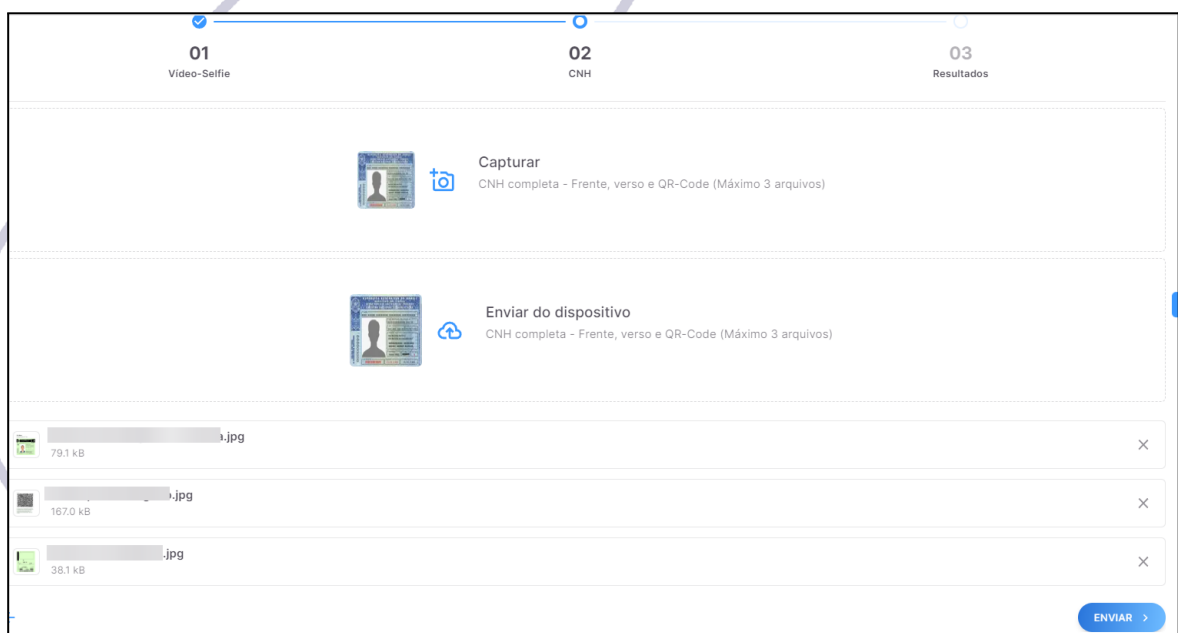 01
Vídeo-Selfie
02
CNH
03
Resultados
Capturar
CNH completa - Frente, verso e QR-Code (Máximo 3 arquivos)
Enviar do dispositivo
CNH completa - Frente, verso e QR-Code (Máximo 3 arquivos)
.jpg
79.1 kB
.jpg
167.0 kB
.jpg
38.1 kB
ENVIAR